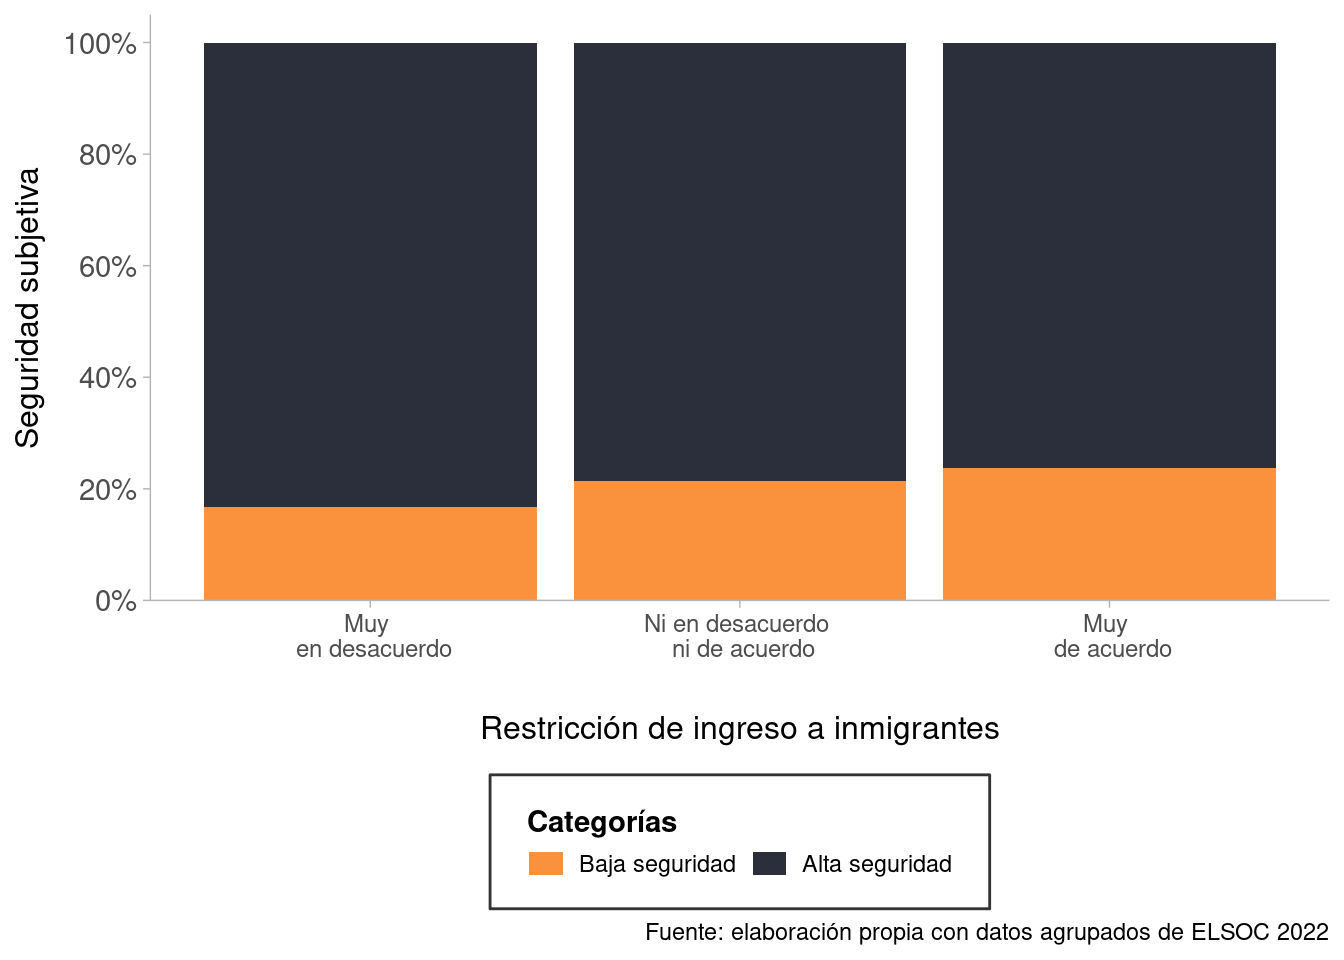 Seguridad subjetiva
100%
80%
60%
40%
20%
0%
Muy
en desacuerdo
Ni en desacuerdo
ni de acuerdo
Muy
de acuerdo
Restricción de ingreso a inmigrantes
Categorías
Baja seguridad
Alta seguridad
Fuente: elaboración propia con datos agrupados de ELSOC 2022